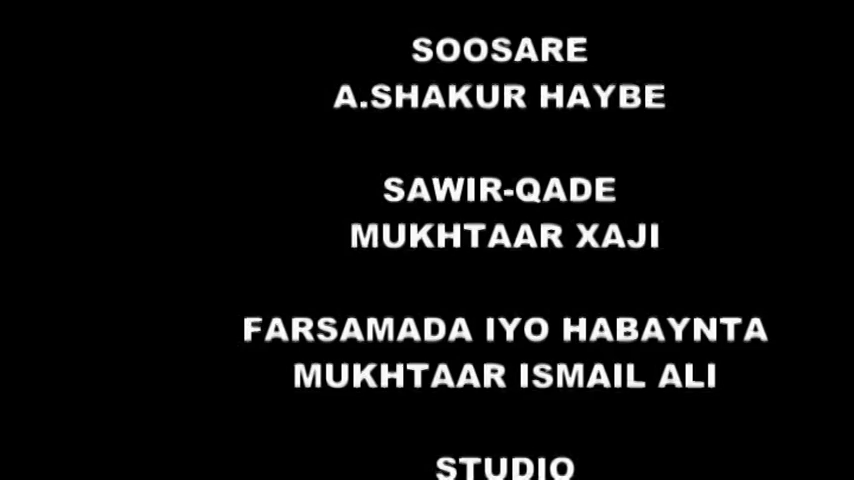 SOOSARE
A.SHAKUR HAYBE
SAWIR-QADE
MUKHTAAR XAJI
FARSAMADA IYO HABAYNTA
MUKHTAAR ISMAIL ALI
STUDIO